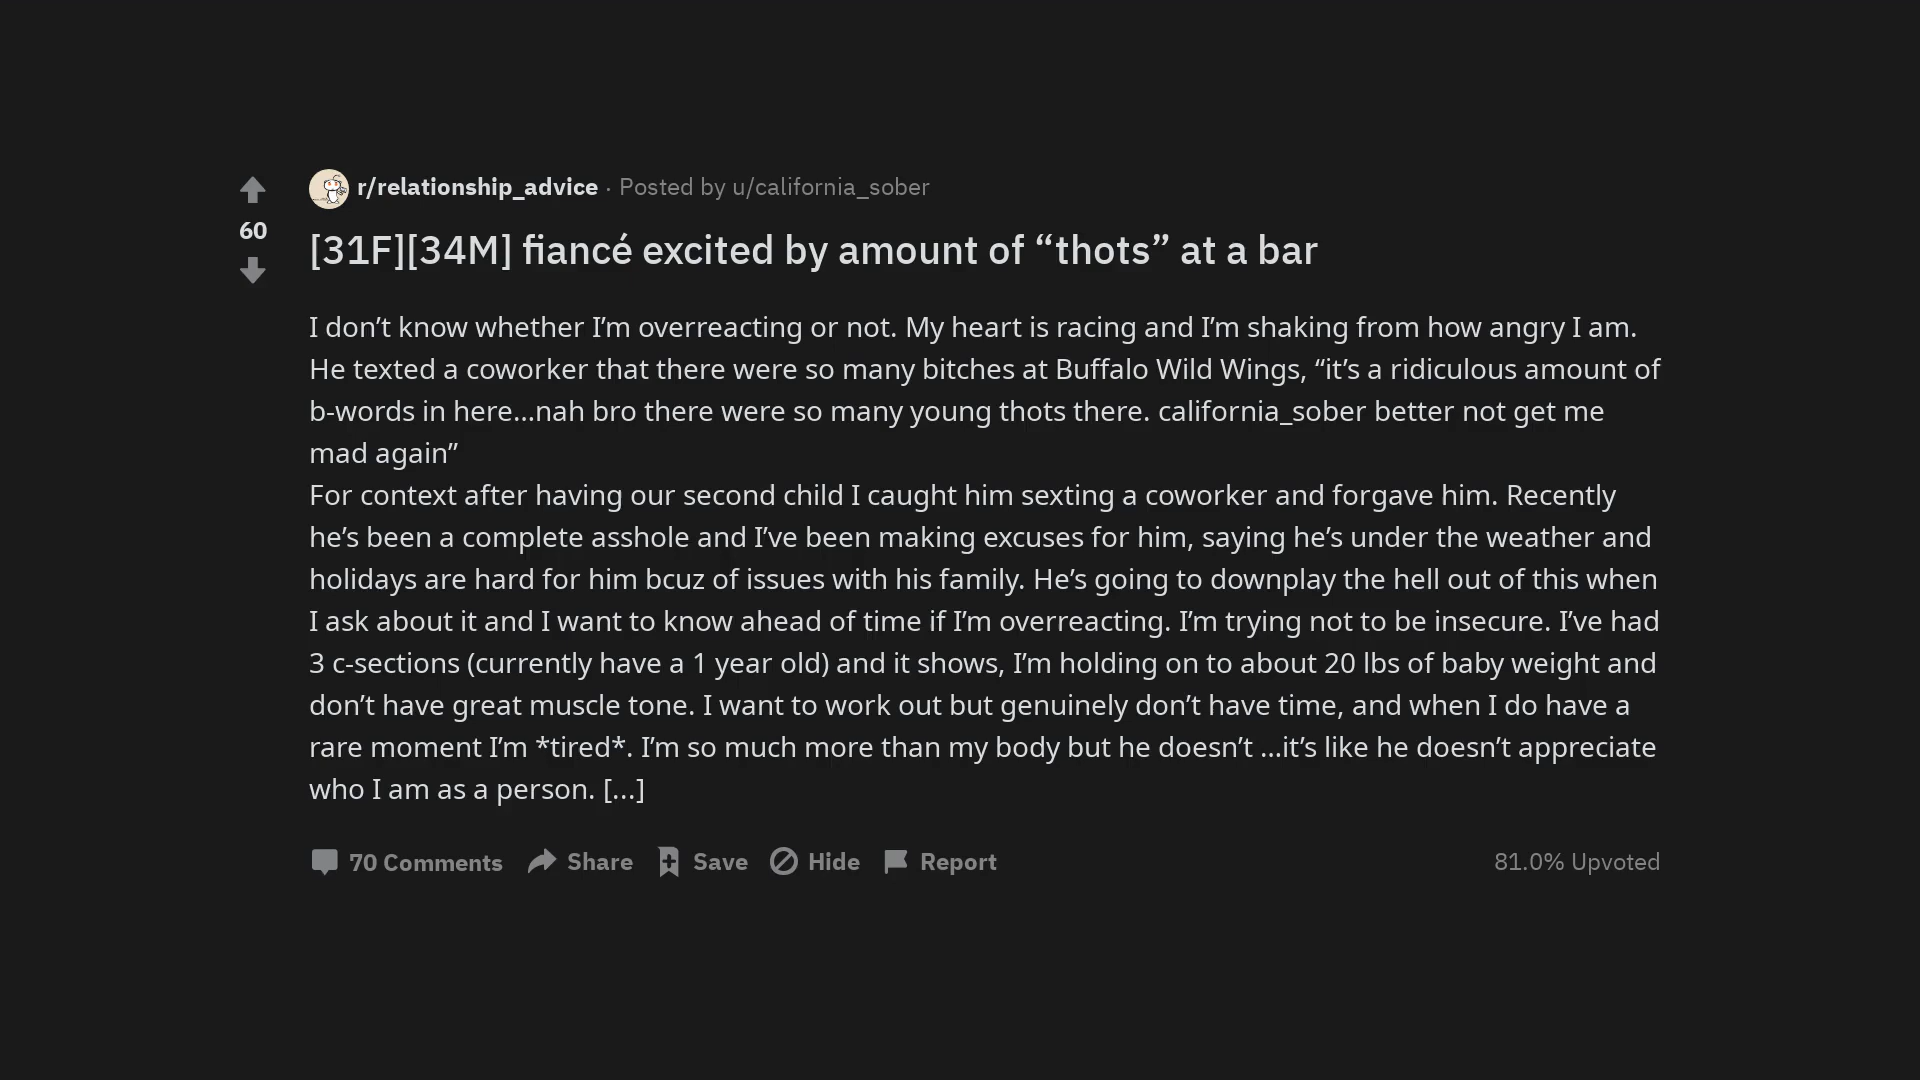 r/relationship_advice · Posted by u/california_sober
60
[31F][34M] fiancé excited by amount of “thots” at a bar
I don’t know whether I’m overreacting or not. My heart is racing and I’m shaking from how angry I am.
He texted a coworker that there were so many bitches at Buffalo Wild Wings, “it’s a ridiculous amount of
b-words in here...nah bro there were so many young thots there. california_sober better not get me
mad again”
For context after having our second child I caught him sexting a coworker and forgave him. Recently
he’s been a complete asshole and I’ve been making excuses for him, saying he’s under the weather and
holidays are hard for him bcuz of issues with his family. He’s going to downplay the hell out of this when
I ask about it and I want to know ahead of time if I’m overreacting. I’m trying not to be insecure. I’ve had
3 c-sections (currently have a 1 year old) and it shows, I’m holding on to about 20 lbs of baby weight and
don’t have great muscle tone. I want to work out but genuinely don’t have time, and when I do have a
rare moment I’m *tired*. I’m so much more than my body but he doesn’t ...it’s like he doesn’t appreciate
who I am as a person. [...]
70 Comments Share Save Hide Report 81.0% Upvoted